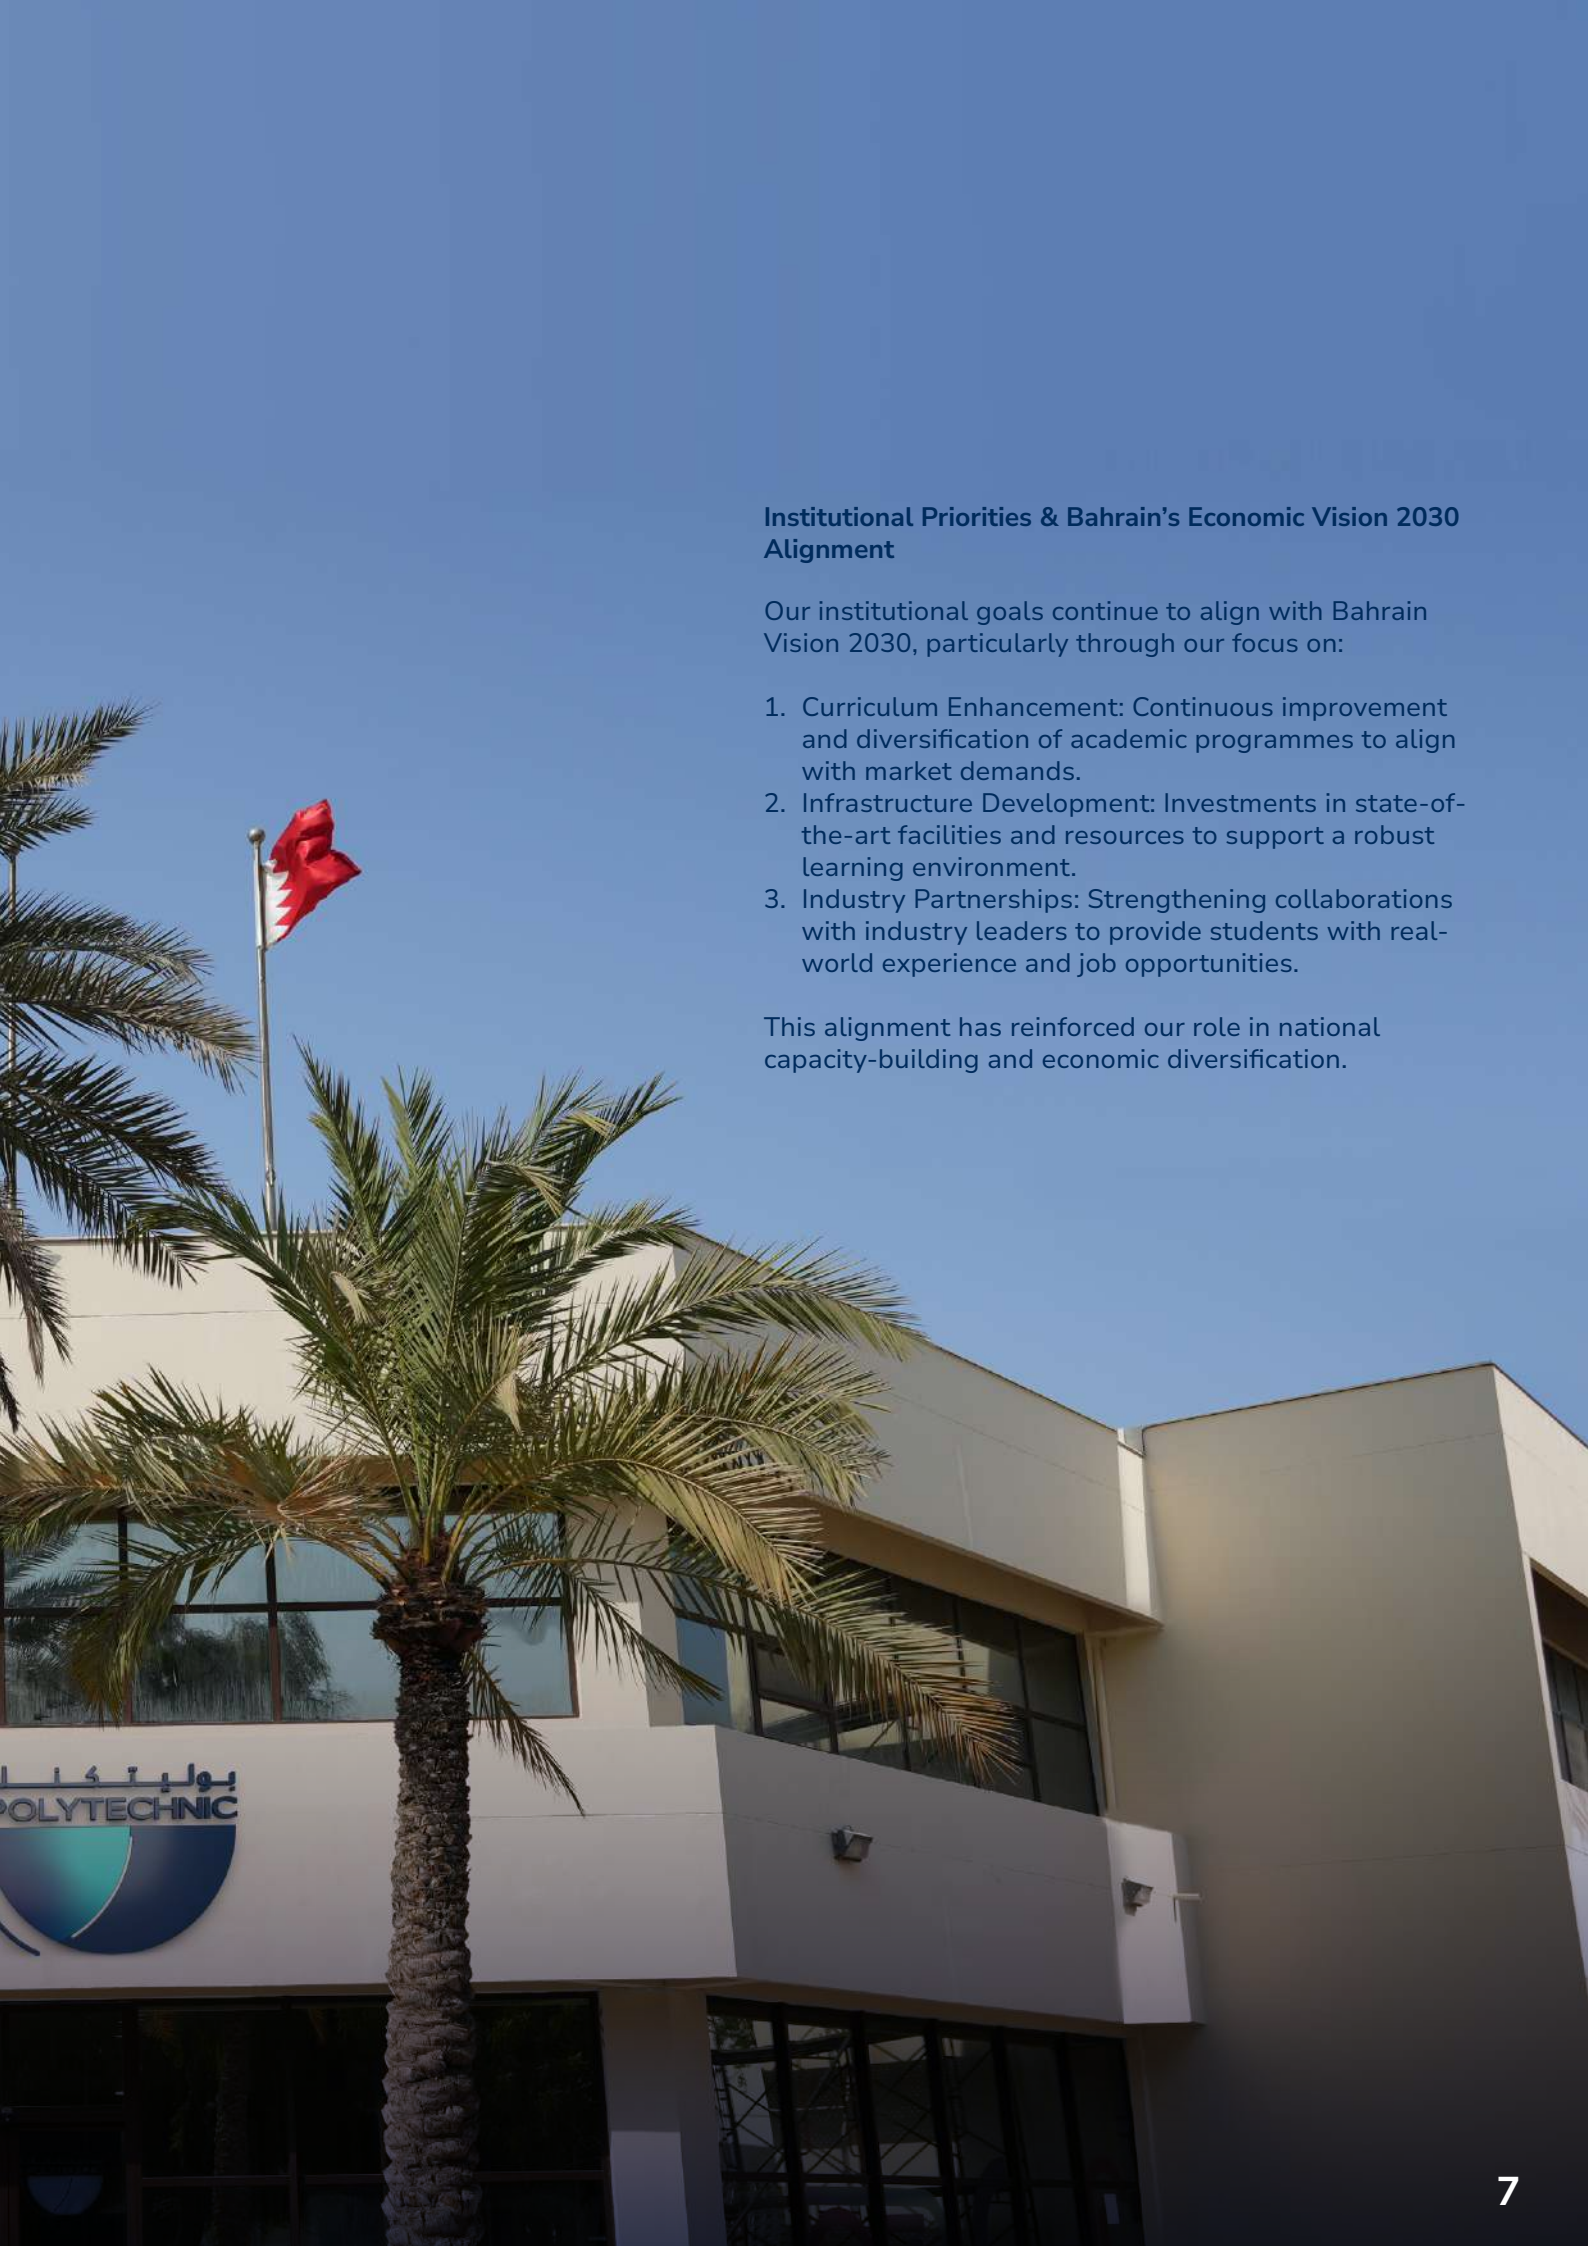 Institutional Priorities & Bahrain’s Economic Vision 2030
Alignment
Our institutional goals continue to align with Bahrain
Vision 2030, particularly through our focus on:
1. Curriculum Enhancement: Continuous improvement
and diversification of academic programmes to align
with market demands.
2. Infrastructure Development: Investments in state-of-
the-art facilities and resources to support a robust
learning environment.
3. Industry Partnerships: Strengthening collaborations
with industry leaders to provide students with real-
world experience and job opportunities.
This alignment has reinforced our role in national
capacity-building and economic diversification.
POLYTECHNIC
7